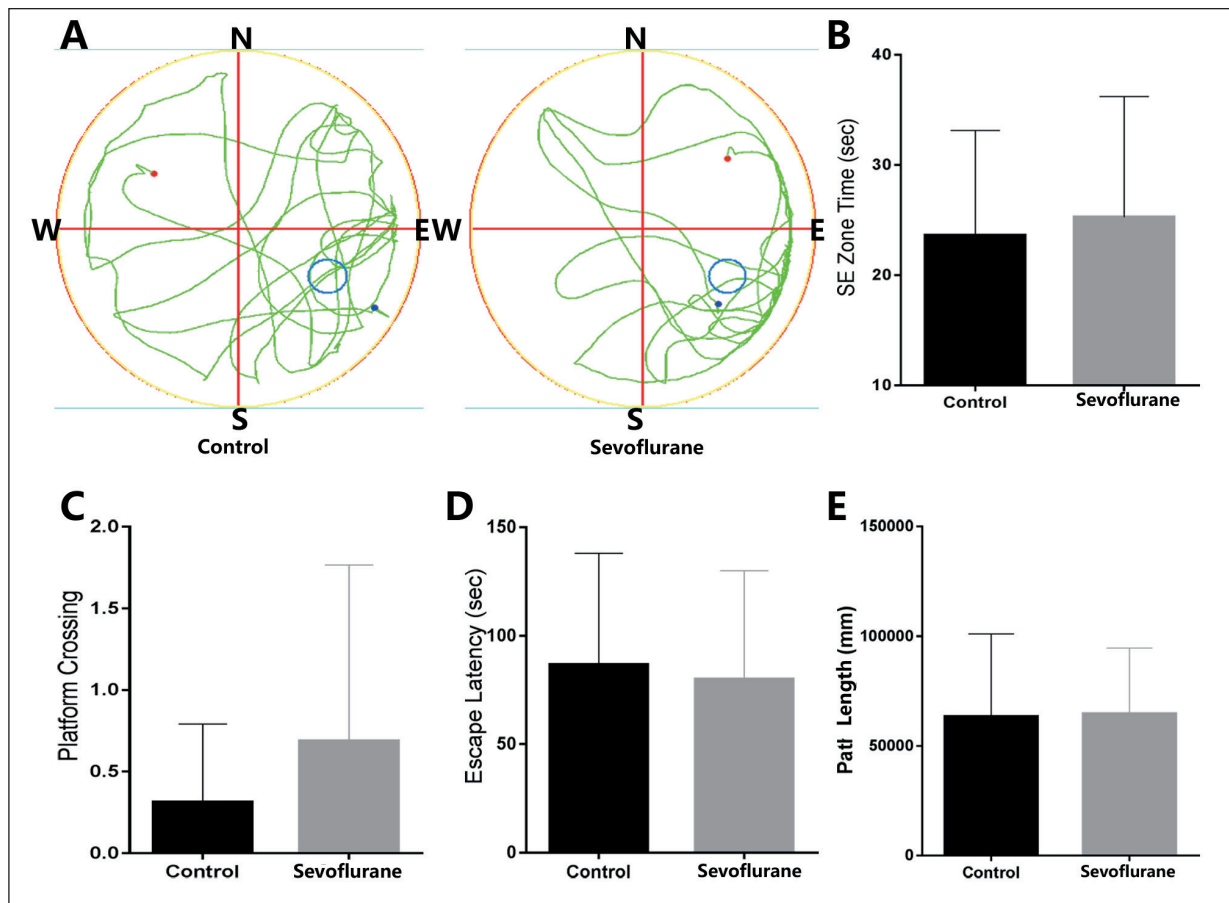 A
N
N
W
EW
E
S
S
Control
Sevoflurane
B
SE Zone Time (sec)
40
30
20
10
Control
Sevoflurane
C
Platform Crossing
2.0
1.5
1.0
0.5
0.0
Control
Sevoflurane
D
Escape Latency (sec)
150
100
50
0
Control
Sevoflurane
E
Patl Length (mm)
150000
100000
50000
0
Control
Sevoflurane